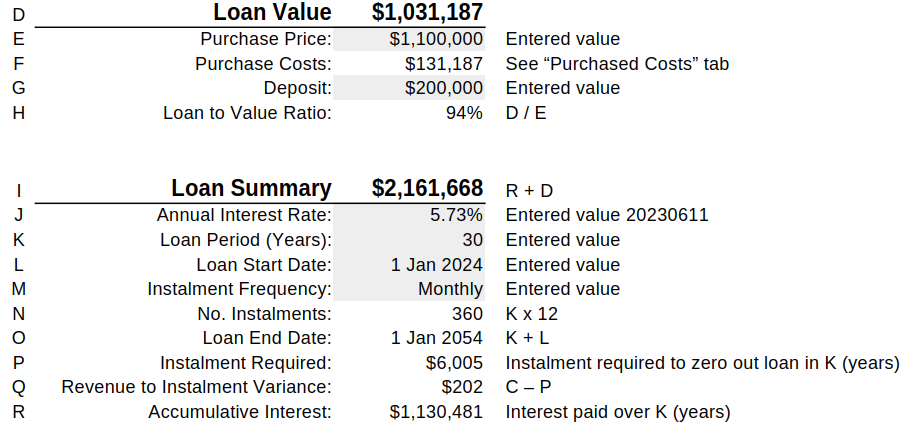 D Loan Value $1,031,187
E Purchase Price: $1,100,000 Entered value
F Purchase Costs: $131,187 See “Purchased Costs” tab
G Deposit: $200,000 Entered value
H Loan to Value Ratio: 94% D / E
I Loan Summary $2,161,668 R + D
J Annual Interest Rate: 5.73% Entered value 20230611
K Loan Period (Years): 30 Entered value
L Loan Start Date: 1 Jan 2024 Entered value
M Instalment Frequency: Monthly Entered value
N No. Instalments: 360 K x 12
O Loan End Date: 1 Jan 2054 K + L
P Instalment Required: $6,005 Instalment required to zero out loan in K (years)
Q Revenue to Instalment Variance: $202 C – P
R Accumulative Interest: $1,130,481 Interest paid over K (years)